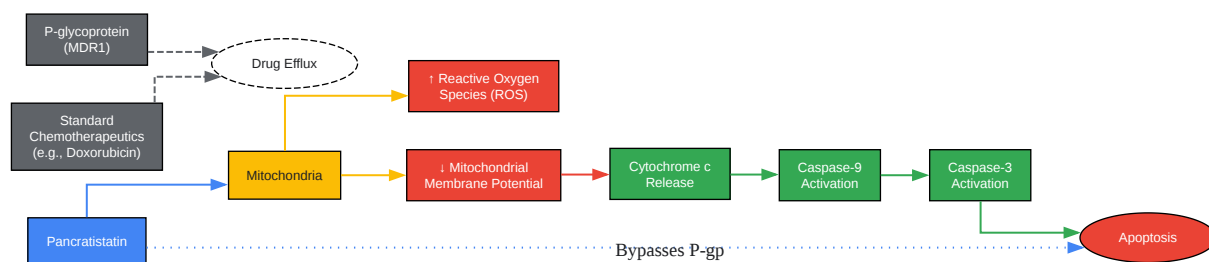 P-glycoprotein
(MDR1)
Drug Efflux
↑ Reactive Oxygen
Species (ROS)
Standard
Chemotherapeutics
(e.g., Doxorubicin)
Mitochondria
↓ Mitochondrial
Membrane Potential
Cytochrome c
Release
Caspase-9
Activation
Caspase-3
Activation
Pancratistatin
Bypasses P-gp
Apoptosis